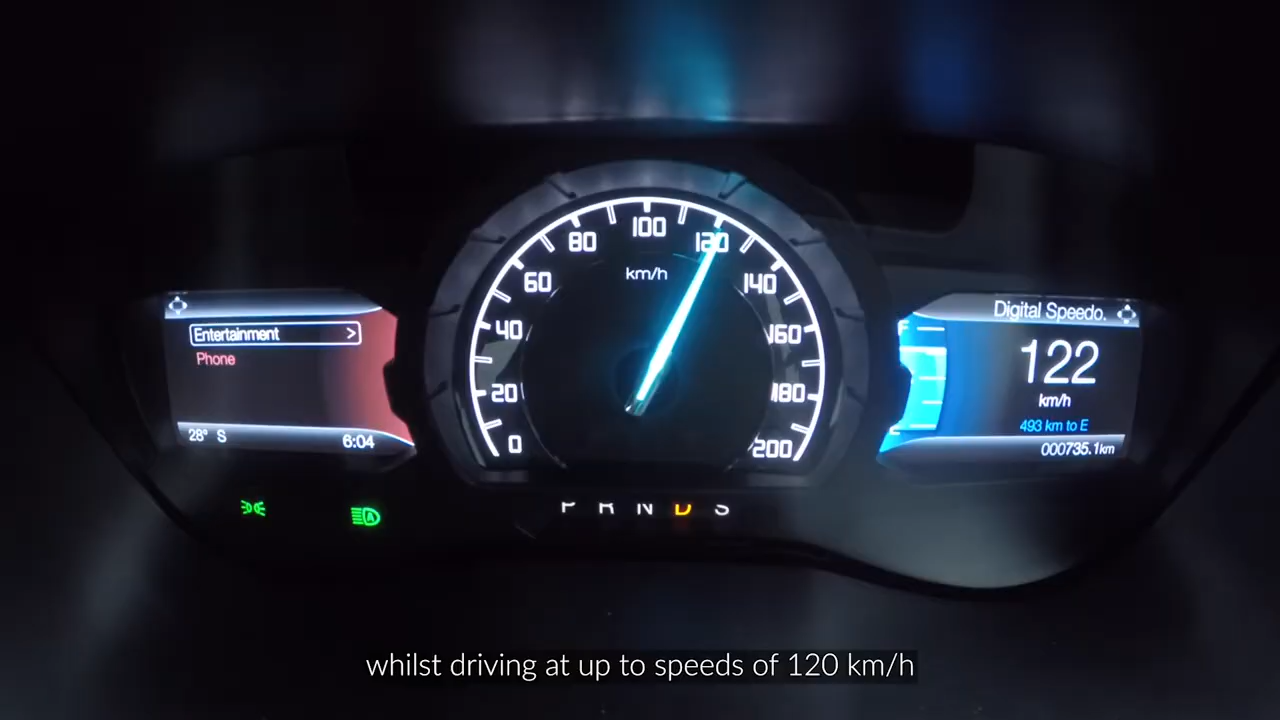 Entertainment >
Phone
28° S 6:04
0
20
40
60
80
100
120
140
160
180
200
km/h
P R N D S
Digital Speedo.
F
122
km/h
493 km to E
000735.1km
A
whilst driving at up to speeds of 120 km/h